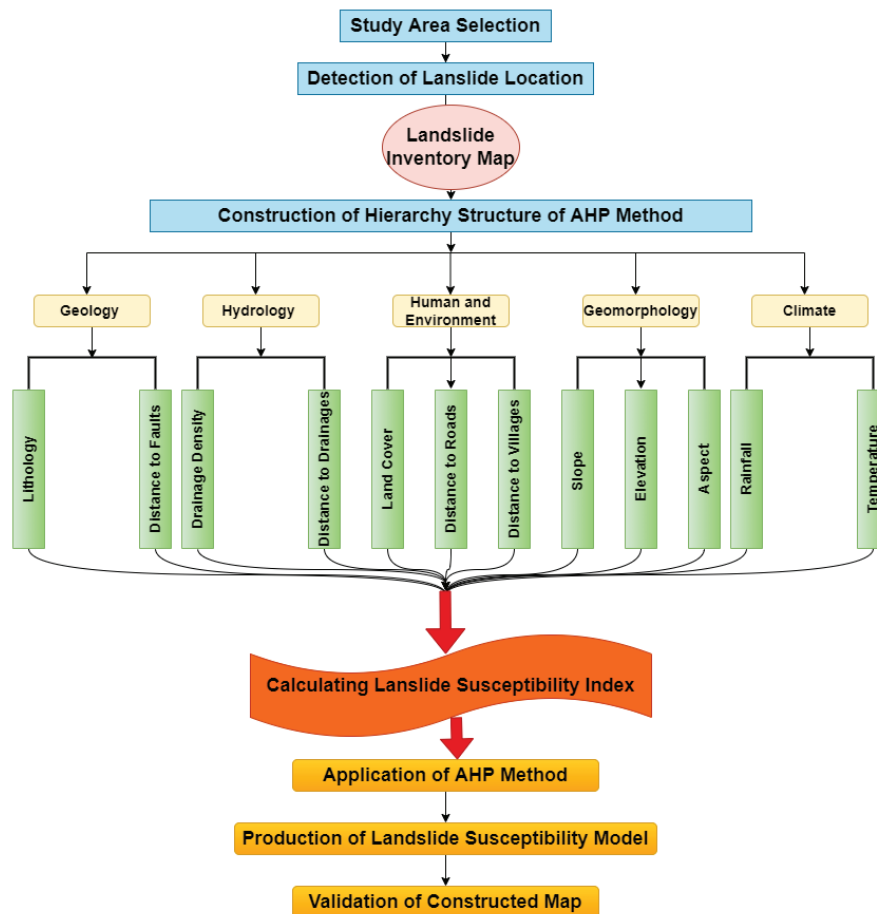 Study Area Selection
Detection of Lanslide Location
Landslide
Inventory Map
Construction of Hierarchy Structure of AHP Method
Geology
Hydrology
Human and
Environment
Geomorphology
Climate
Lithology
Distance to Faults
Drainage Density
Distance to Drainages
Land Cover
Distance to Roads
Distance to Villages
Slope
Elevation
Aspect
Rainfall
Temperature
Calculating Lanslide Susceptibility Index
Application of AHP Method
Production of Landslide Susceptibility Model
Validation of Constructed Map